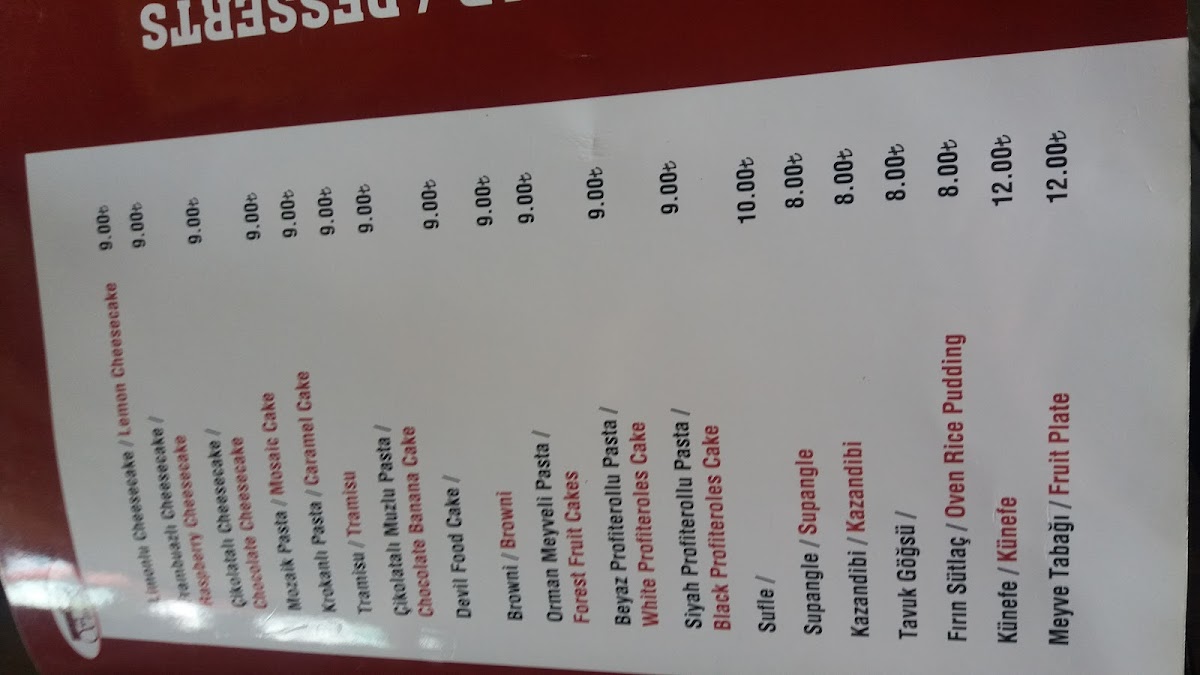 / DESSERTS
Limonlu Cheesecake / Lemon Cheesecake 9.00₺
Frambuazlı Cheesecake / 9.00₺
Raspberry Cheesecake
Çikolatalı Cheesecake / 9.00₺
Chocolate Cheesecake
Mozaik Pasta / Mosaic Cake 9.00₺
Krokanlı Pasta / Caramel Cake 9.00₺
Tramisu / Tramisu 9.00₺
Çikolatalı Muzlu Pasta / 9.00₺
Chocolate Banana Cake
Devil Food Cake / 9.00₺
Browni / Browni 9.00₺
Orman Meyveli Pasta / 9.00₺
Forest Fruit Cakes
Beyaz Profiterollu Pasta / 9.00₺
White Profiteroles Cake
Siyah Profiterollu Pasta / 9.00₺
Black Profiteroles Cake
Sufle / 10.00₺
Supangle / Supangle 8.00₺
Kazandibi / Kazandibi 8.00₺
Tavuk Göğsü / 8.00₺
Fırın Sütlaç / Oven Rice Pudding 8.00₺
Künefe / Künefe 12.00₺
Meyve Tabağı / Fruit Plate 12.00₺